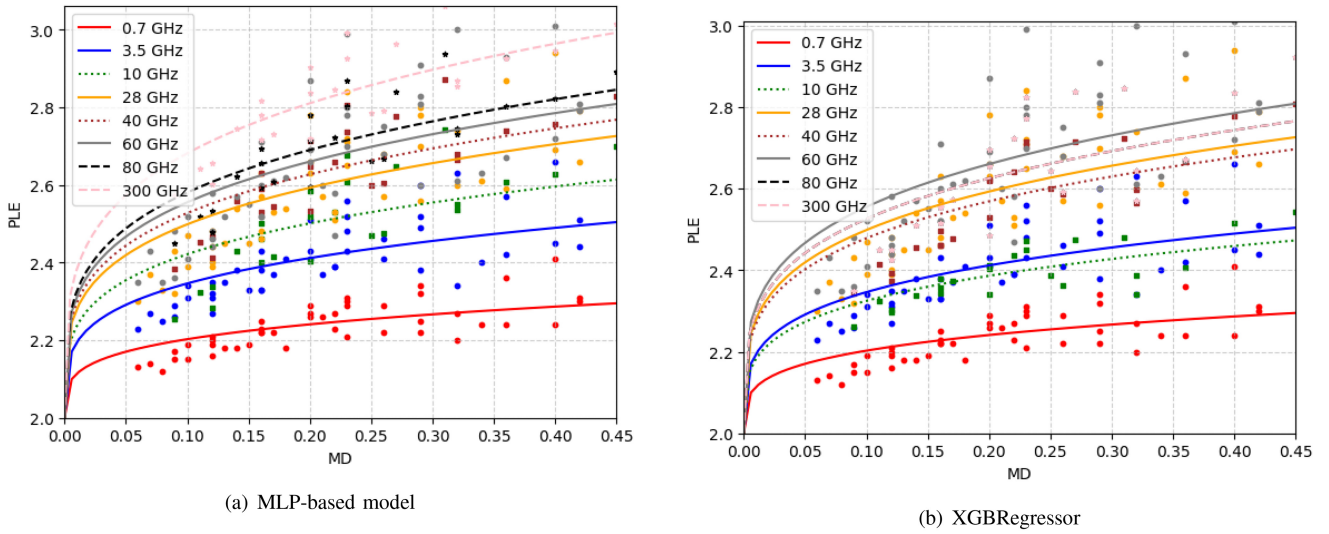 0.7 GHz
3.5 GHz
10 GHz
28 GHz
40 GHz
60 GHz
80 GHz
300 GHz
3.0
2.8
2.6
2.4
2.2
2.0
PLE
0.00 0.05 0.10 0.15 0.20 0.25 0.30 0.35 0.40 0.45
MD
(a) MLP-based model
0.7 GHz
3.5 GHz
10 GHz
28 GHz
40 GHz
60 GHz
80 GHz
300 GHz
3.0
2.8
2.6
2.4
2.2
2.0
PLE
0.00 0.05 0.10 0.15 0.20 0.25 0.30 0.35 0.40 0.45
MD
(b) XGBRegressor